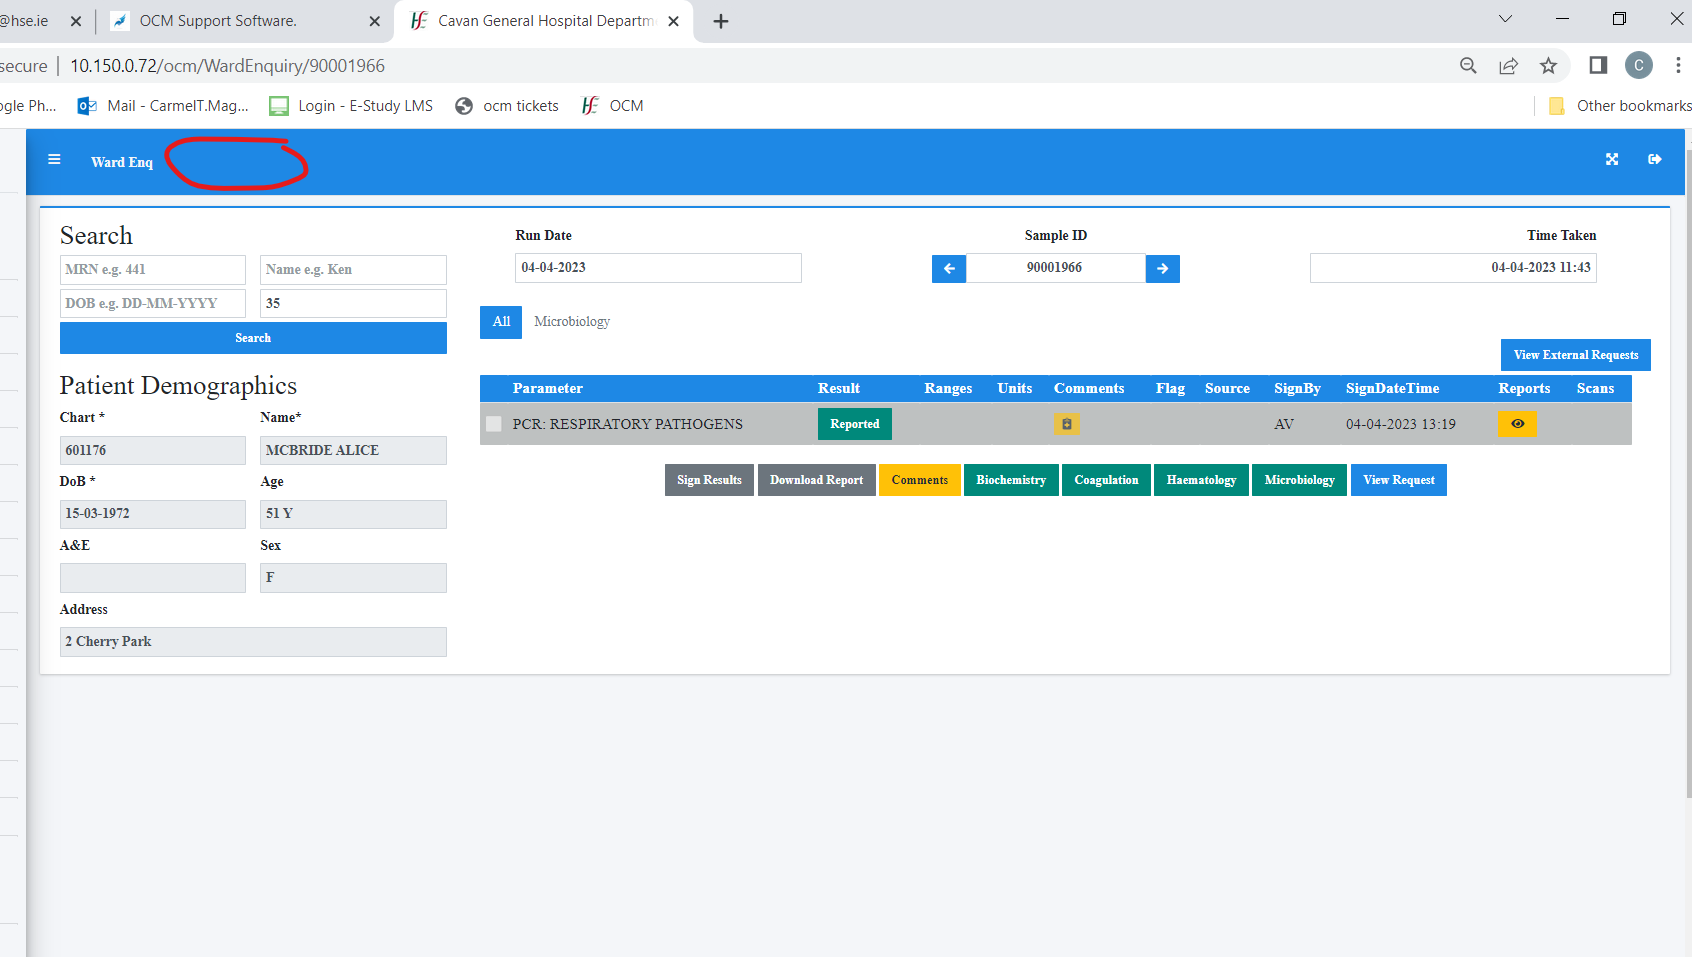 @hse.ie
OCM Support Software.
Cavan General Hospital Departm
secure 10.150.0.72/ocm/WardEnquiry/90001966
C
ogle Ph...
Mail - CarmelT.Mag...
Login - E-Study LMS
ocm tickets
OCM
Other bookmarks
Ward Enq
Search
MRN e.g. 441
Name e.g. Ken
DOB e.g. DD-MM-YYYY
35
Search
Patient Demographics
Chart *
Name*
601176
MCBRIDE ALICE
DoB *
Age
15-03-1972
51 Y
A&E
Sex
F
Address
2 Cherry Park
Run Date
Sample ID
Time Taken
04-04-2023
90001966
04-04-2023 11:43
All
Microbiology
View External Requests
Parameter Result Ranges Units Comments Flag Source SignBy SignDateTime Reports Scans
PCR: RESPIRATORY PATHOGENS Reported AV 04-04-2023 13:19
Sign Results
Download Report
Comments
Biochemistry
Coagulation
Haematology
Microbiology
View Request